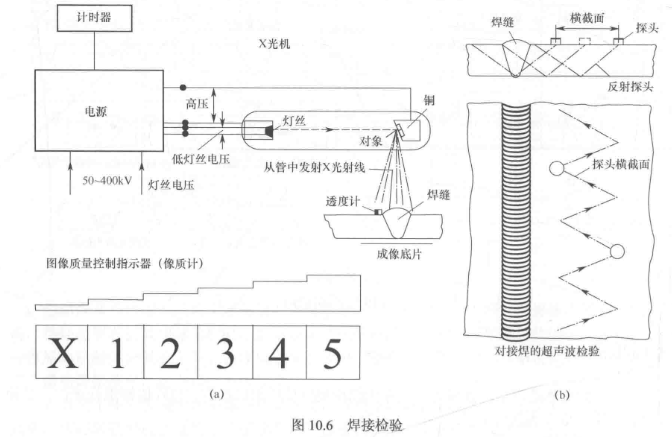 计时器
X光机
电源
高压
灯丝
铜
对象
低灯丝电压
50~400kV
灯丝电压
从管中发射X光射线
透度计
焊缝
成像底片
图像质量控制指示器（像质计）
X 1 2 3 4 5
(a)
焊缝
横截面
探头
反射探头
探头横截面
对接焊的超声波检验
(b)
图 10.6 焊接检验